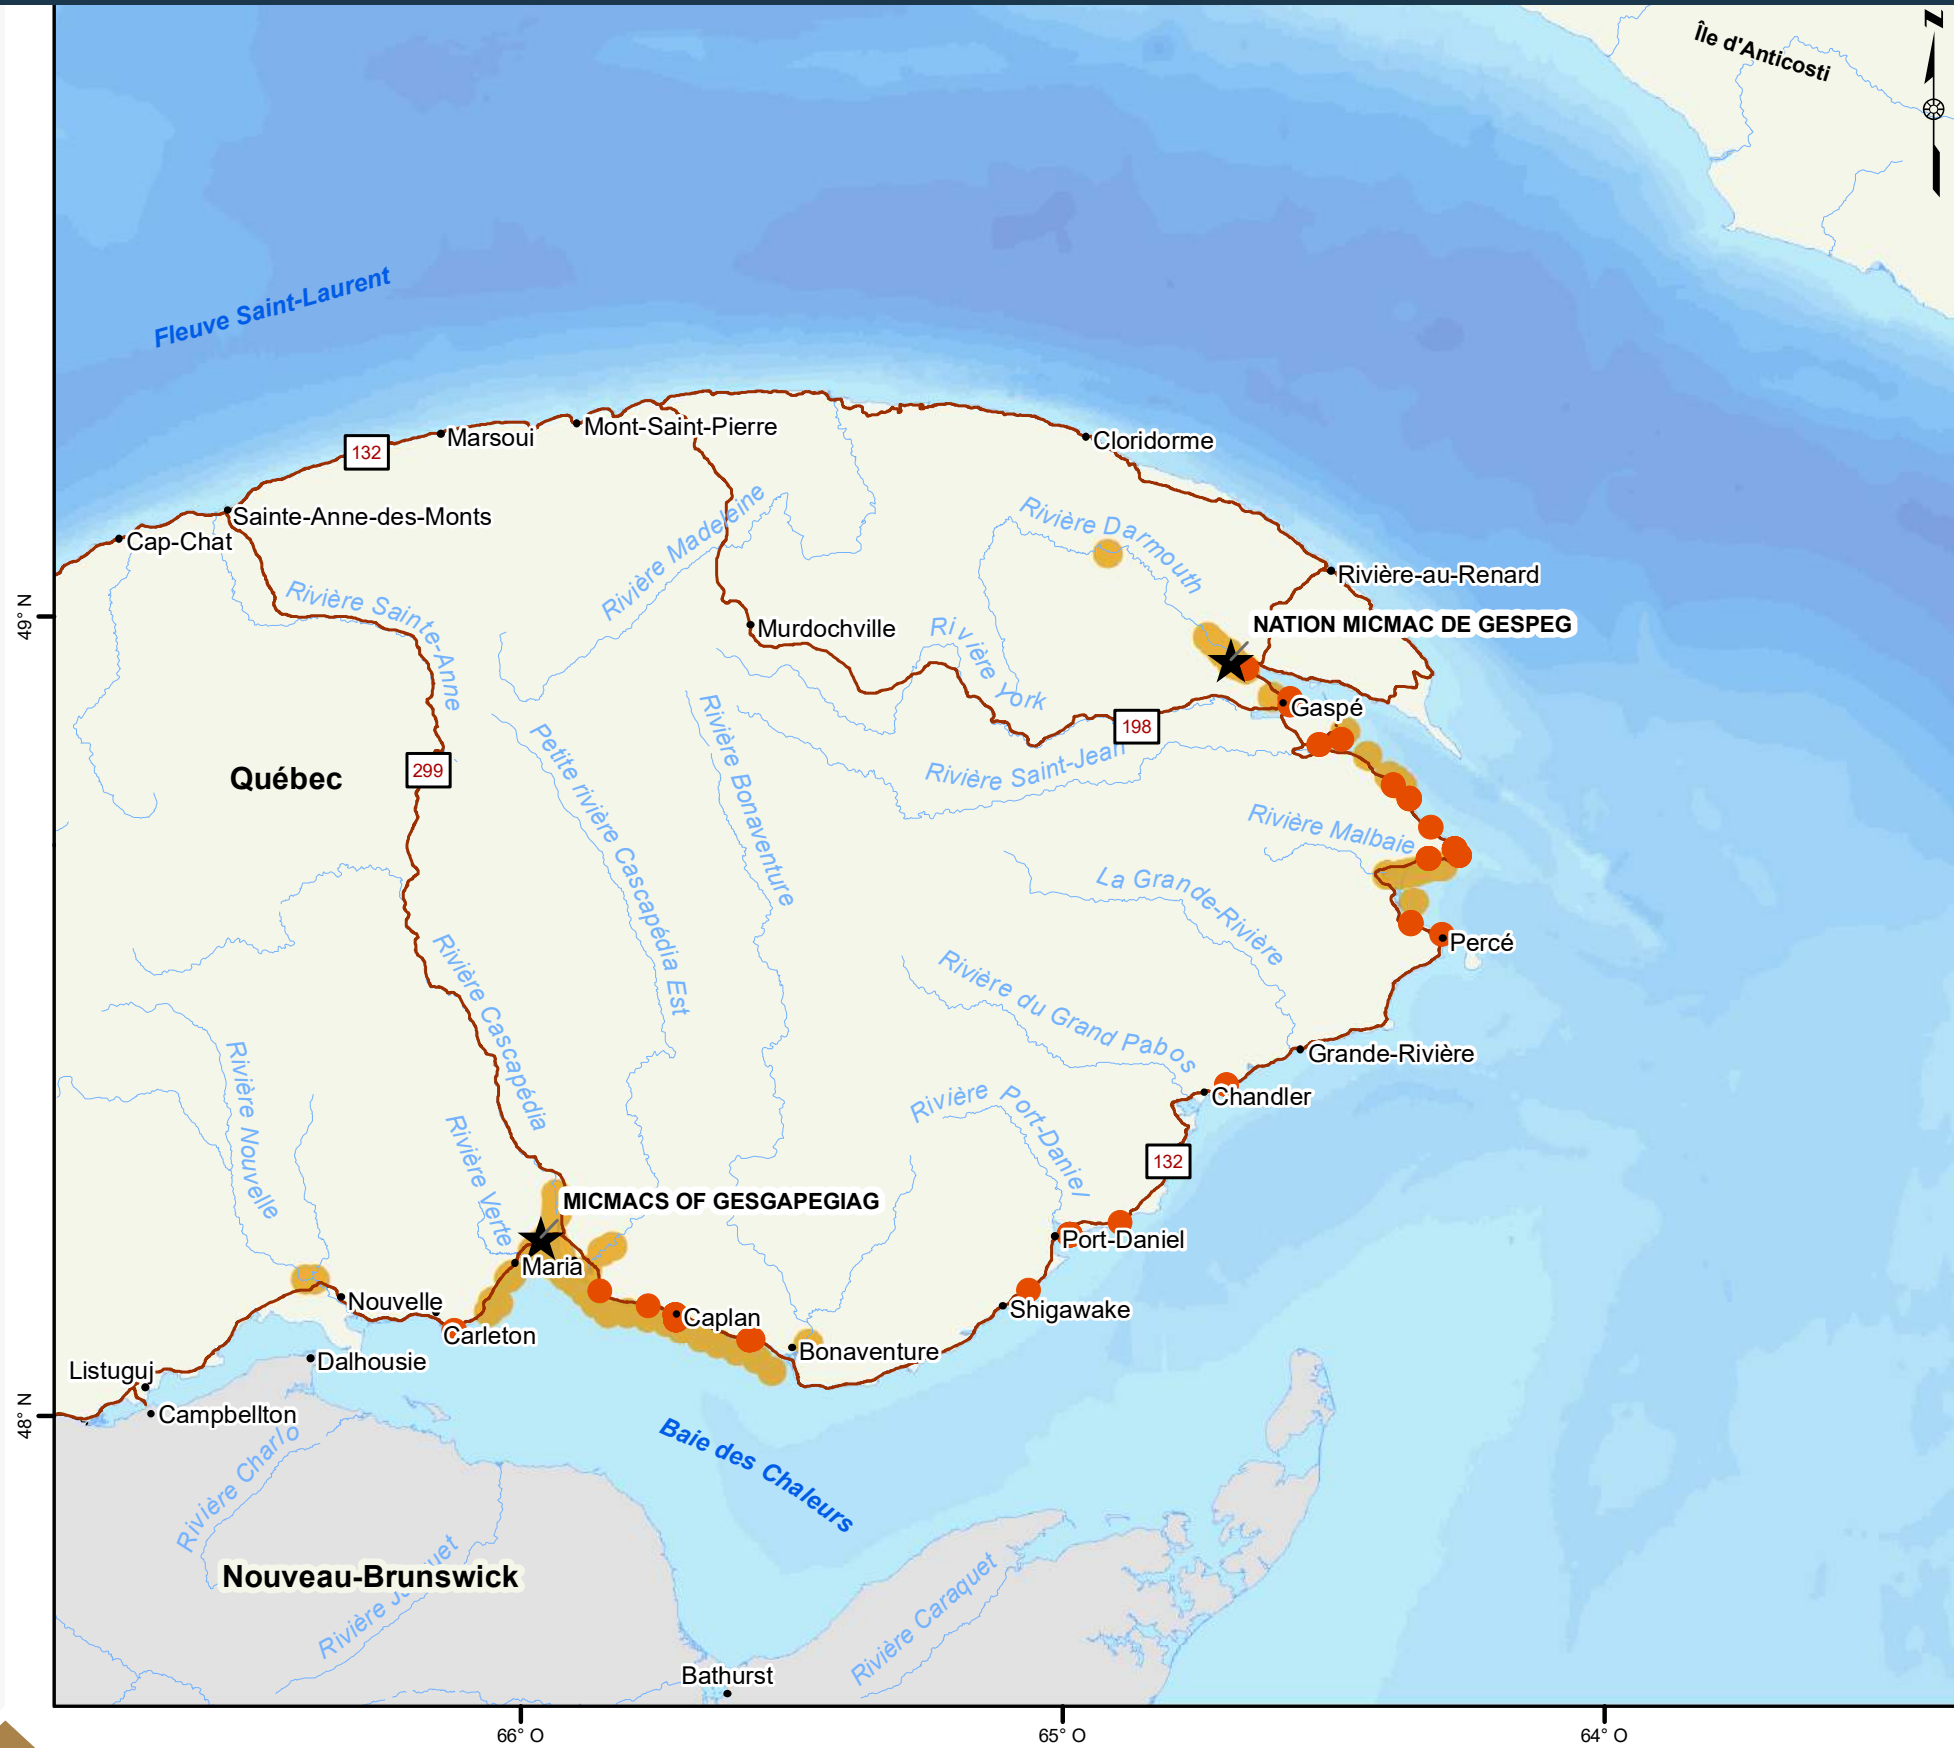 N
Île d'Anticosti
Fleuve Saint-Laurent
Mont-Saint-Pierre
Marsoui
132
Cloridorme
Sainte-Anne-des-Monts
Cap-Chat
Rivière Madeleine
Rivière Darmouth
Rivière-au-Renard
49° N
Rivière Sainte-Anne
Murdochville
Rivière York
NATION MICMAC DE GESPEG
Gaspé
198
Petite rivière Cascapédia Est
Rivière Bonaventure
Rivière Saint-Jean
Québec
299
Rivière Malbaie
La Grande-Rivière
Percé
Rivière Cascapédia
Rivière du Grand Pabos
Grande-Rivière
Rivière Nouvelle
Rivière Port-Daniel
Chandler
Rivière Verte
132
MICMACS OF GESGAPEGIAG
Port-Daniel
Maria
Nouvelle
Caplan
Shigawake
Carleton
Bonaventure
Dalhousie
Listuguj
Campbellton
48° N
Baie des Chaleurs
Rivière Charlo
Nouveau-Brunswick
Rivière
Rivière Caraquet
Bathurst
66° O
65° O
64° O